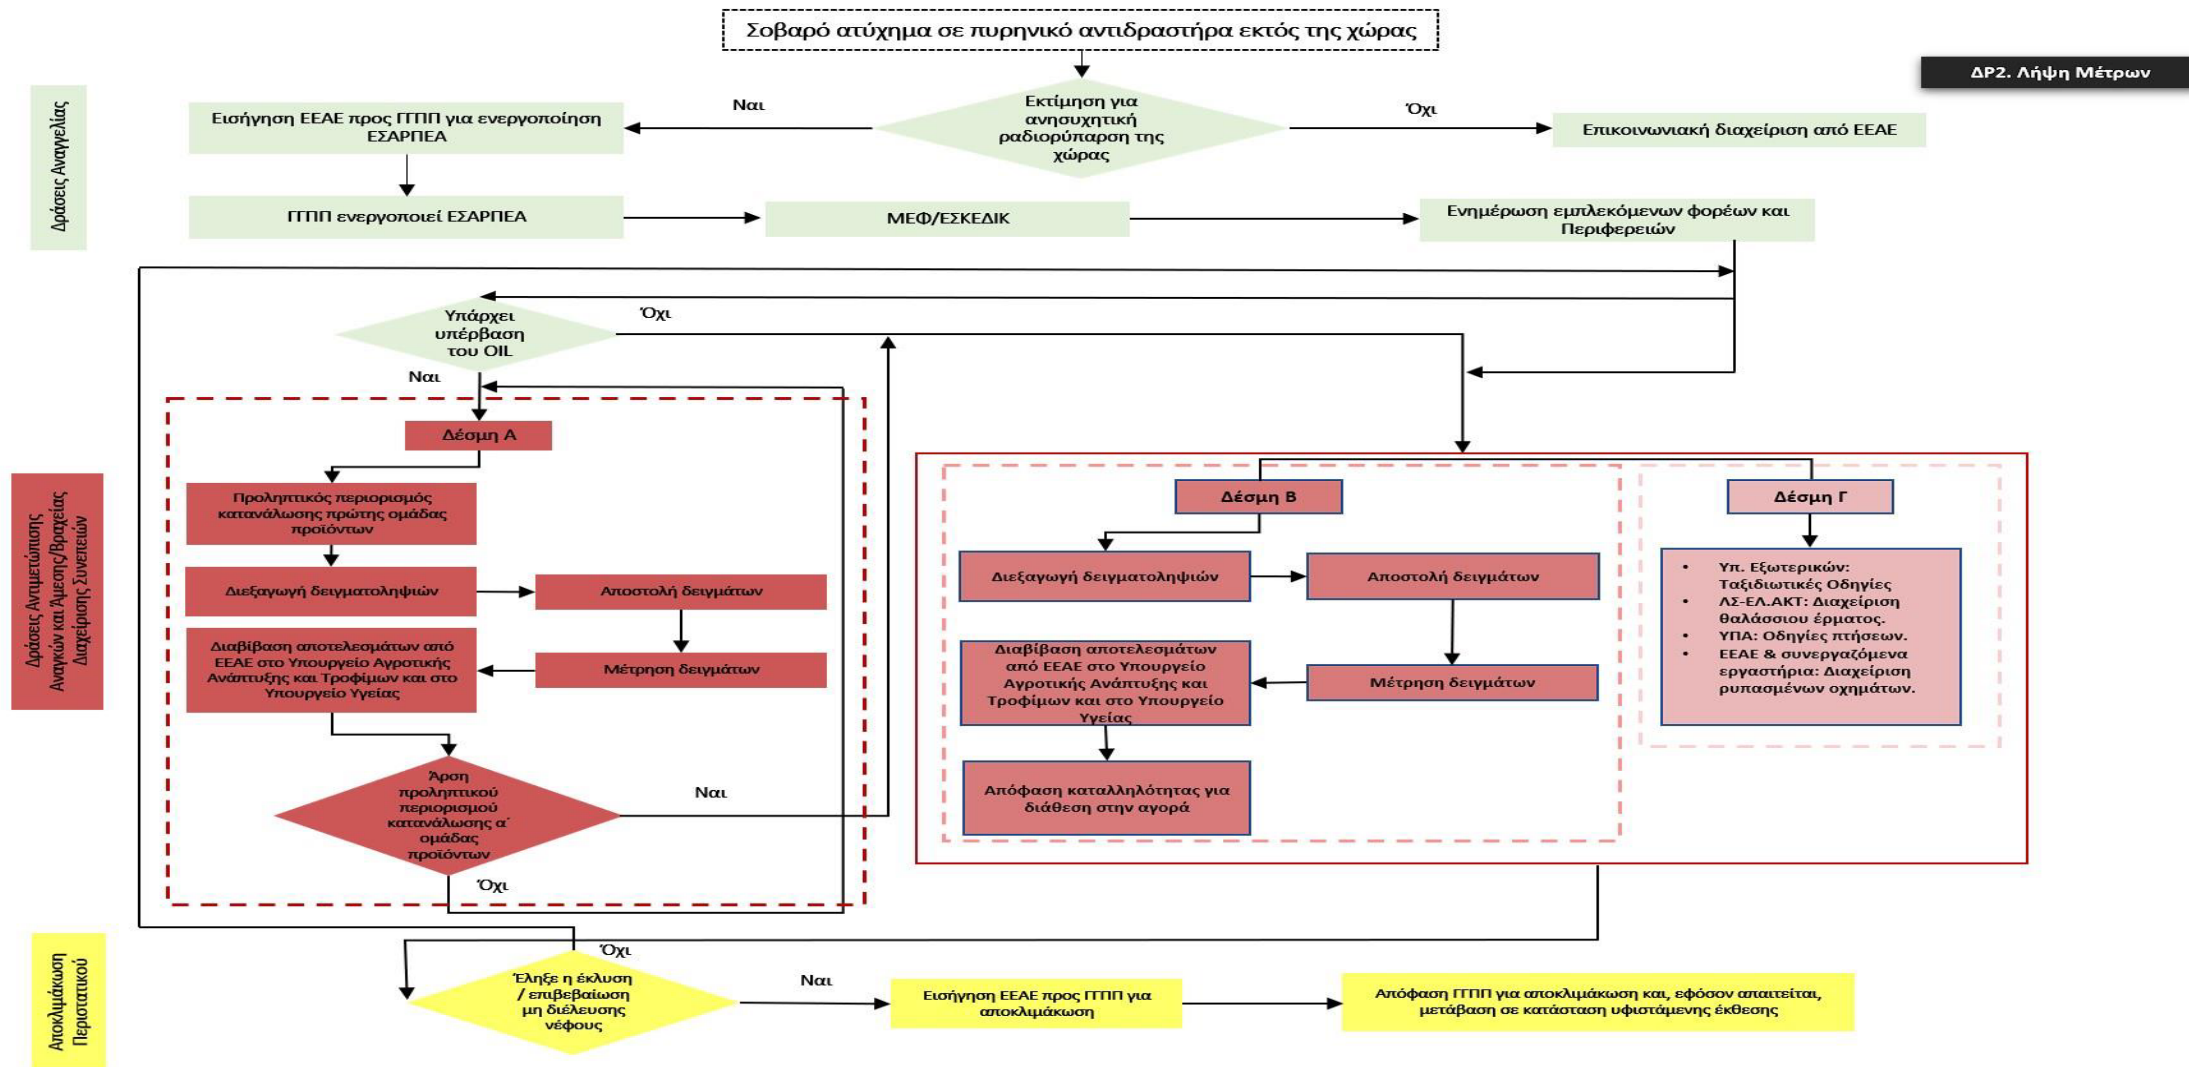 Σοβαρό ατύχημα σε πυρηνικό αντιδραστήρα εκτός της χώρας
ΔΡ2. Λήψη Μέτρων
Δράσεις Αναγγελίας
Εκτίμηση για
ανησυχητική
ραδιορύπαρση της
χώρας
Ναι
Όχι
Εισήγηση ΕΕΑΕ προς ΓΓΠΠ για ενεργοποίηση
ΕΣΑΡΠΕΑ
Επικοινωνιακή διαχείριση από ΕΕΑΕ
ΓΓΠΠ ενεργοποιεί ΕΣΑΡΠΕΑ
ΜΕΦ/ΕΣΚΕΔΙΚ
Ενημέρωση εμπλεκόμενων φορέων και
Περιφερειών
Υπάρχει
υπέρβαση
του OIL
Όχι
Ναι
Δράσεις Αντιμετώπισης
Αναγκών και Άμεσης/Βραχείας
Διαχείρισης Συνεπειών
Δέσμη Α
Προληπτικός περιορισμός
κατανάλωσης πρώτης ομάδας
προϊόντων
Διεξαγωγή δειγματοληψιών
Αποστολή δειγμάτων
Μέτρηση δειγμάτων
Διαβίβαση αποτελεσμάτων από
ΕΕΑΕ στο Υπουργείο Αγροτικής
Ανάπτυξης και Τροφίμων και στο
Υπουργείο Υγείας
Άρση
προληπτικού
περιορισμού
κατανάλωσης α΄
ομάδας
προϊόντων
Ναι
Όχι
Δέσμη Β
Διεξαγωγή δειγματοληψιών
Αποστολή δειγμάτων
Μέτρηση δειγμάτων
Διαβίβαση αποτελεσμάτων
από ΕΕΑΕ στο Υπουργείο
Αγροτικής Ανάπτυξης και
Τροφίμων και στο Υπουργείο
Υγείας
Απόφαση καταλληλότητας για
διάθεση στην αγορά
Δέσμη Γ
• Υπ. Εξωτερικών:
Ταξιδιωτικές Οδηγίες
• ΛΣ-ΕΛ.ΑΚΤ: Διαχείριση
θαλάσσιου έρματος.
• ΥΠΑ: Οδηγίες πτήσεων.
• ΕΕΑΕ & συνεργαζόμενα
εργαστήρια: Διαχείριση
ρυπασμένων οχημάτων.
Αποκλιμάκωση
Περιστατικού
Όχι
Έληξε η έκλυση
/ επιβεβαίωση
μη διέλευσης
νέφους
Ναι
Εισήγηση ΕΕΑΕ προς ΓΓΠΠ για
αποκλιμάκωση
Απόφαση ΓΓΠΠ για αποκλιμάκωση και, εφόσον απαιτείται,
μετάβαση σε κατάσταση υφιστάμενης έκθεσης